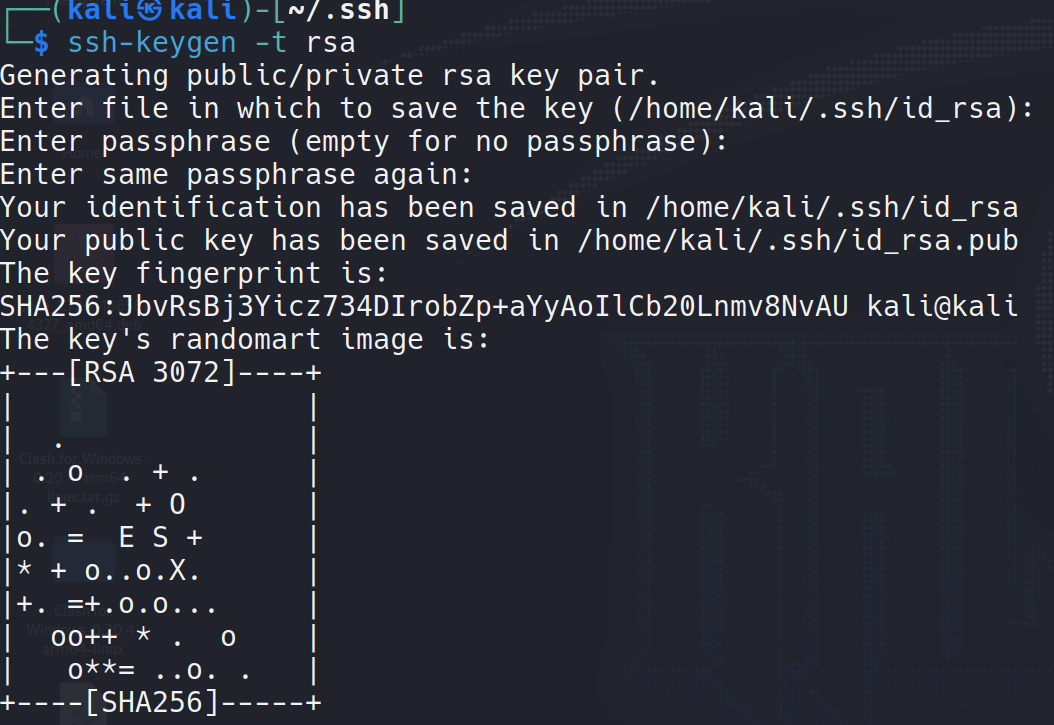 ┌──(kali㉿kali)-[~/.ssh]
└─$ ssh-keygen -t rsa
Generating public/private rsa key pair.
Enter file in which to save the key (/home/kali/.ssh/id_rsa):
Enter passphrase (empty for no passphrase):
Enter same passphrase again:
Your identification has been saved in /home/kali/.ssh/id_rsa
Your public key has been saved in /home/kali/.ssh/id_rsa.pub
The key fingerprint is:
SHA256:JbvRsBj3Yicz734DIrobZp+aYyAoIlCb20Lnmv8NvAU kali@kali
The key's randomart image is:
+---[RSA 3072]----+
|                 |
|  .              |
| . o  . + .      |
|. + .  + O       |
|o. =  E S +      |
|* + o..o.X.      |
|+. =+.o.o...     |
|  oo++ * .  o    |
|   o**= ..o. .   |
+----[SHA256]-----+